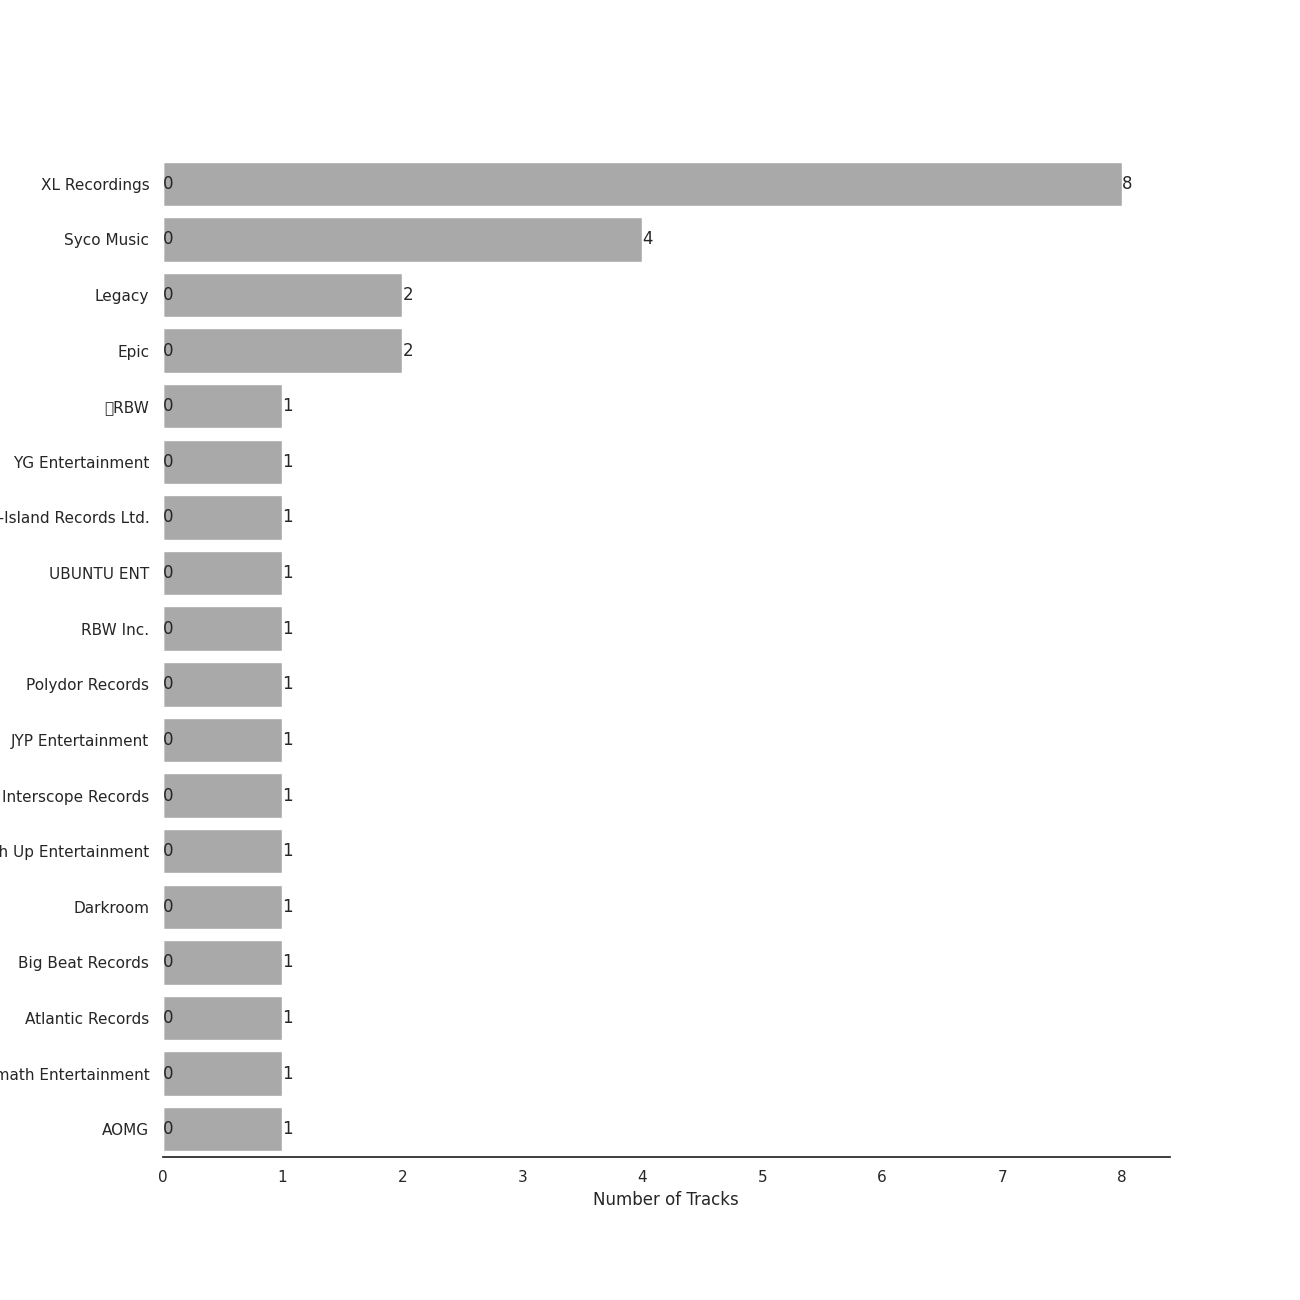 XL Recordings 0 8
Syco Music 0 4
Legacy 0 2
Epic 0 2
RBW 0 1
YG Entertainment 0 1
-Island Records Ltd. 0 1
UBUNTU ENT 0 1
RBW Inc. 0 1
Polydor Records 0 1
JYP Entertainment 0 1
Interscope Records 0 1
h Up Entertainment 0 1
Darkroom 0 1
Big Beat Records 0 1
Atlantic Records 0 1
math Entertainment 0 1
AOMG 0 1
0 1 2 3 4 5 6 7 8
Number of Tracks